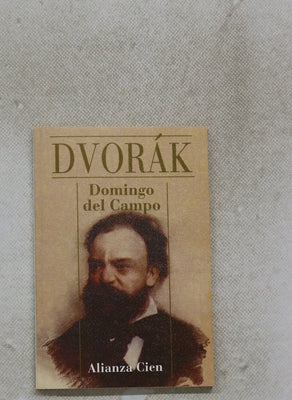 DVORÁK
Domingo
del Campo
Alianza Cien